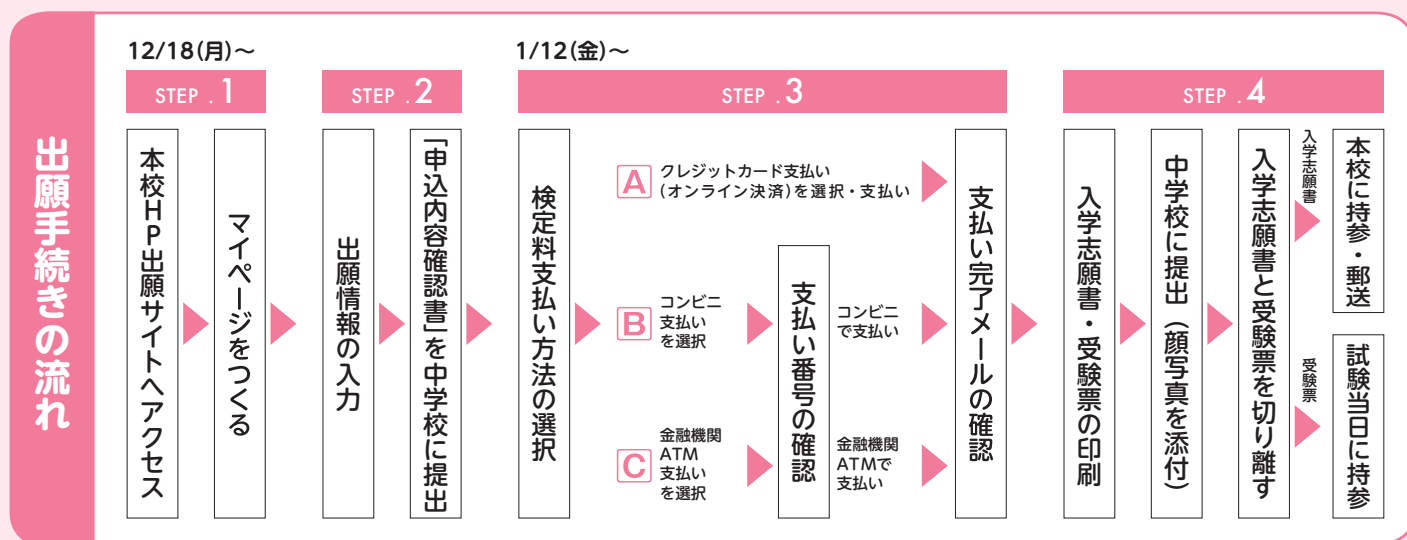 出願手続きの流れ
12/18(月)〜
STEP . 1
本校HP出願サイトへアクセス
マイページをつくる
STEP . 2
出願情報の入力
「申込内容確認書」を中学校に提出
1/12(金)〜
STEP . 3
検定料支払い方法の選択
A
クレジットカード支払い
(オンライン決済)を選択・支払い
B
コンビニ
支払い
を選択
C
金融機関
ATM
支払い
を選択
支払い番号の確認
コンビニ
で支払い
金融機関
ATMで
支払い
支払い完了メールの確認
STEP . 4
入学志願書・受験票の印刷
中学校に提出（顔写真を添付）
入学志願書と受験票を切り離す
入学志願書
本校に持参・郵送
受験票
試験当日に持参